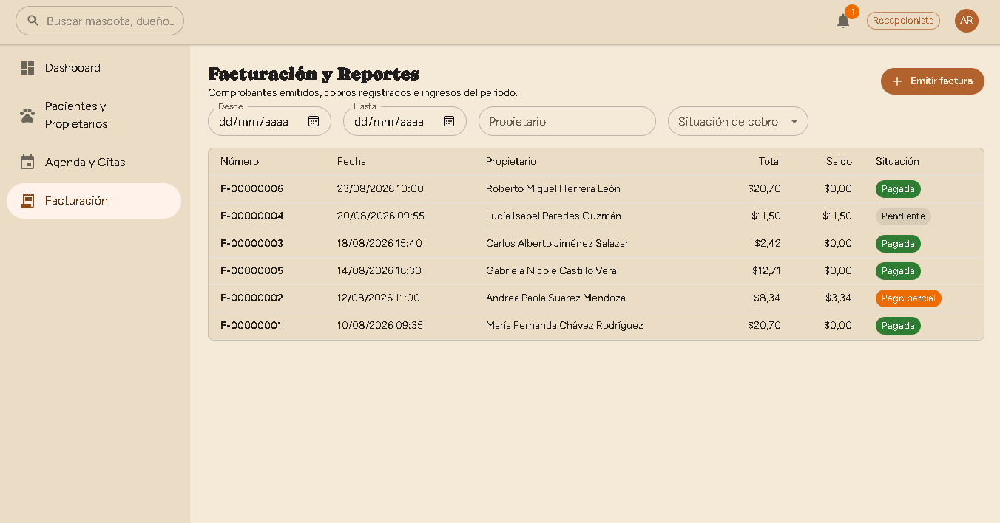 Buscar mascota, dueño..
1
Recepcionista
AR
Dashboard
Pacientes y
Propietarios
Agenda y Citas
Facturación
Facturación y Reportes
Comprobantes emitidos, cobros registrados e ingresos del período.
Emitir factura
Desde
dd/mm/aaaa
Hasta
dd/mm/aaaa
Propietario
Situación de cobro
Número Fecha Propietario Total Saldo Situación
F-00000006 23/08/2026 10:00 Roberto Miguel Herrera León $20,70 $0,00 Pagada
F-00000004 20/08/2026 09:55 Lucía Isabel Paredes Guzmán $11,50 $11,50 Pendiente
F-00000003 18/08/2026 15:40 Carlos Alberto Jiménez Salazar $2,42 $0,00 Pagada
F-00000005 14/08/2026 16:30 Gabriela Nicole Castillo Vera $12,71 $0,00 Pagada
F-00000002 12/08/2026 11:00 Andrea Paola Suárez Mendoza $8,34 $3,34 Pago parcial
F-00000001 10/08/2026 09:35 María Fernanda Chávez Rodríguez $20,70 $0,00 Pagada